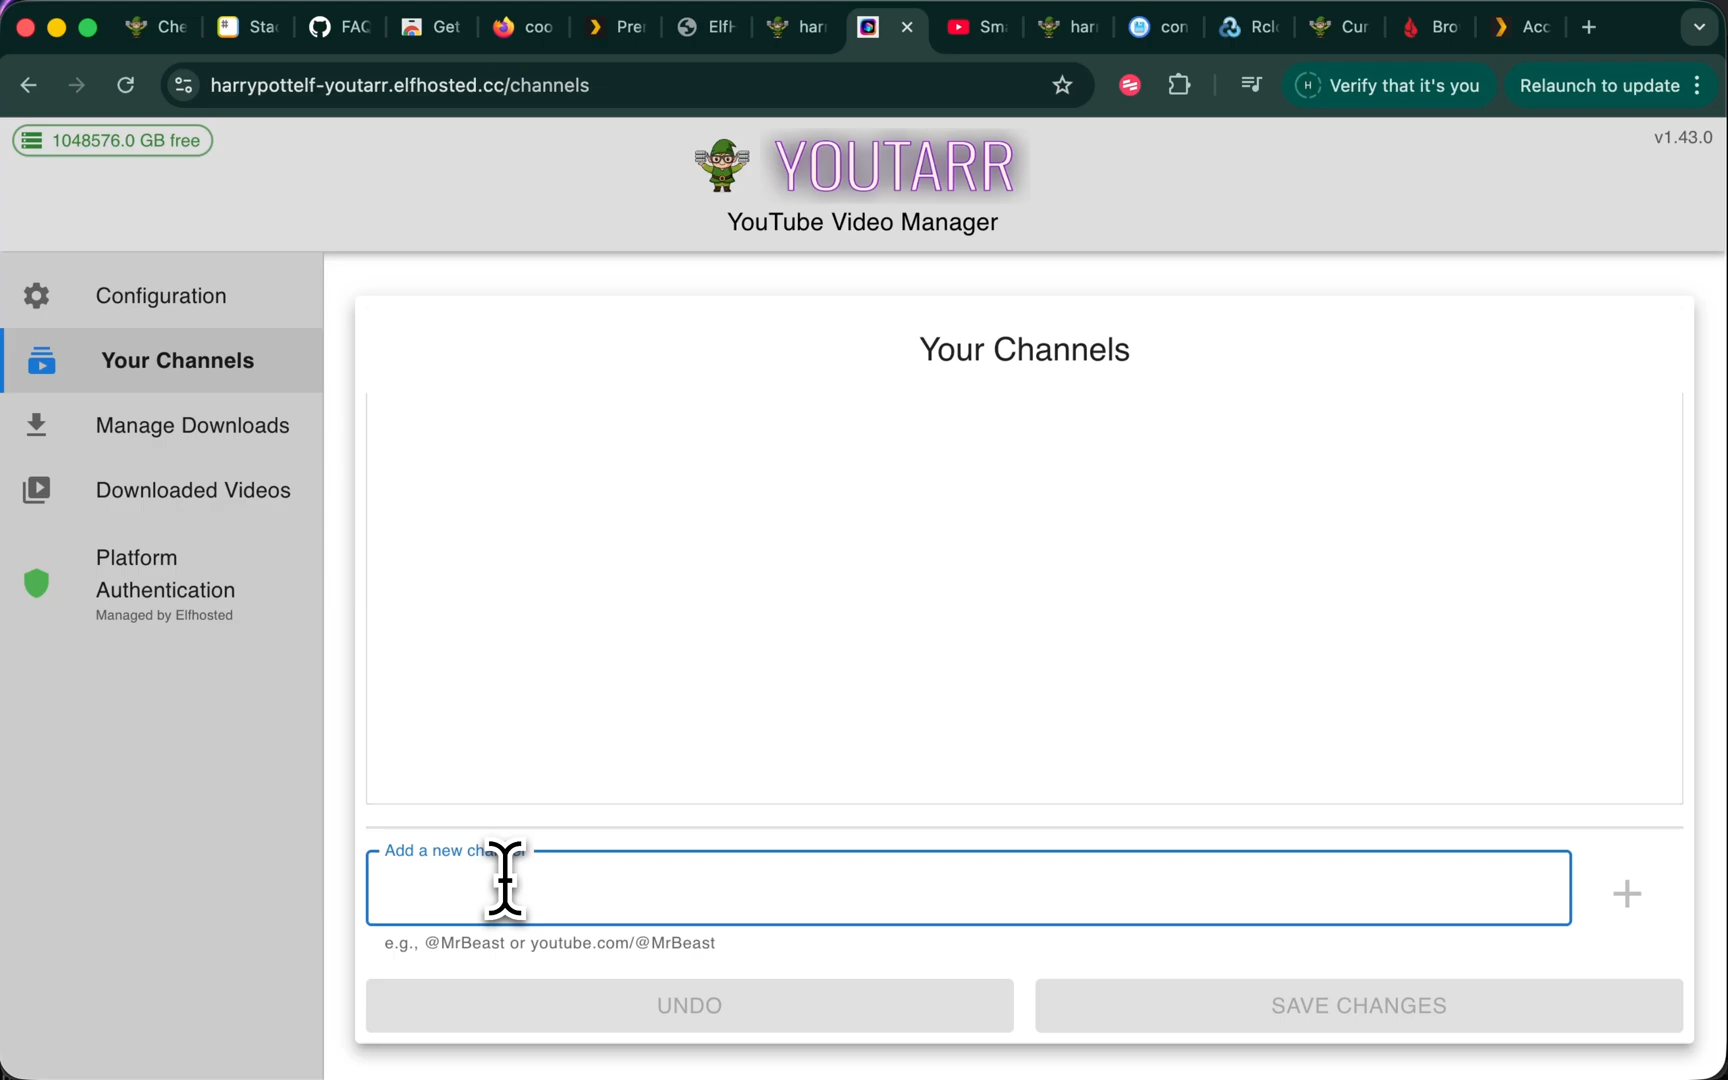 Che
Sta
FAQ
Get
coo
Pre
Elf
har
Sm
har
con
Rcl
Cur
Bro
Acc
harrypottelf-youtarr.elfhosted.cc/channels
H
Verify that it's you
Relaunch to update
1048576.0 GB free
YOUTARR
v1.43.0
YouTube Video Manager
Configuration
Your Channels
Manage Downloads
Downloaded Videos
Platform
Authentication
Managed by Elfhosted
Your Channels
Add a new
e.g., @MrBeast or youtube.com/@MrBeast
UNDO
SAVE CHANGES